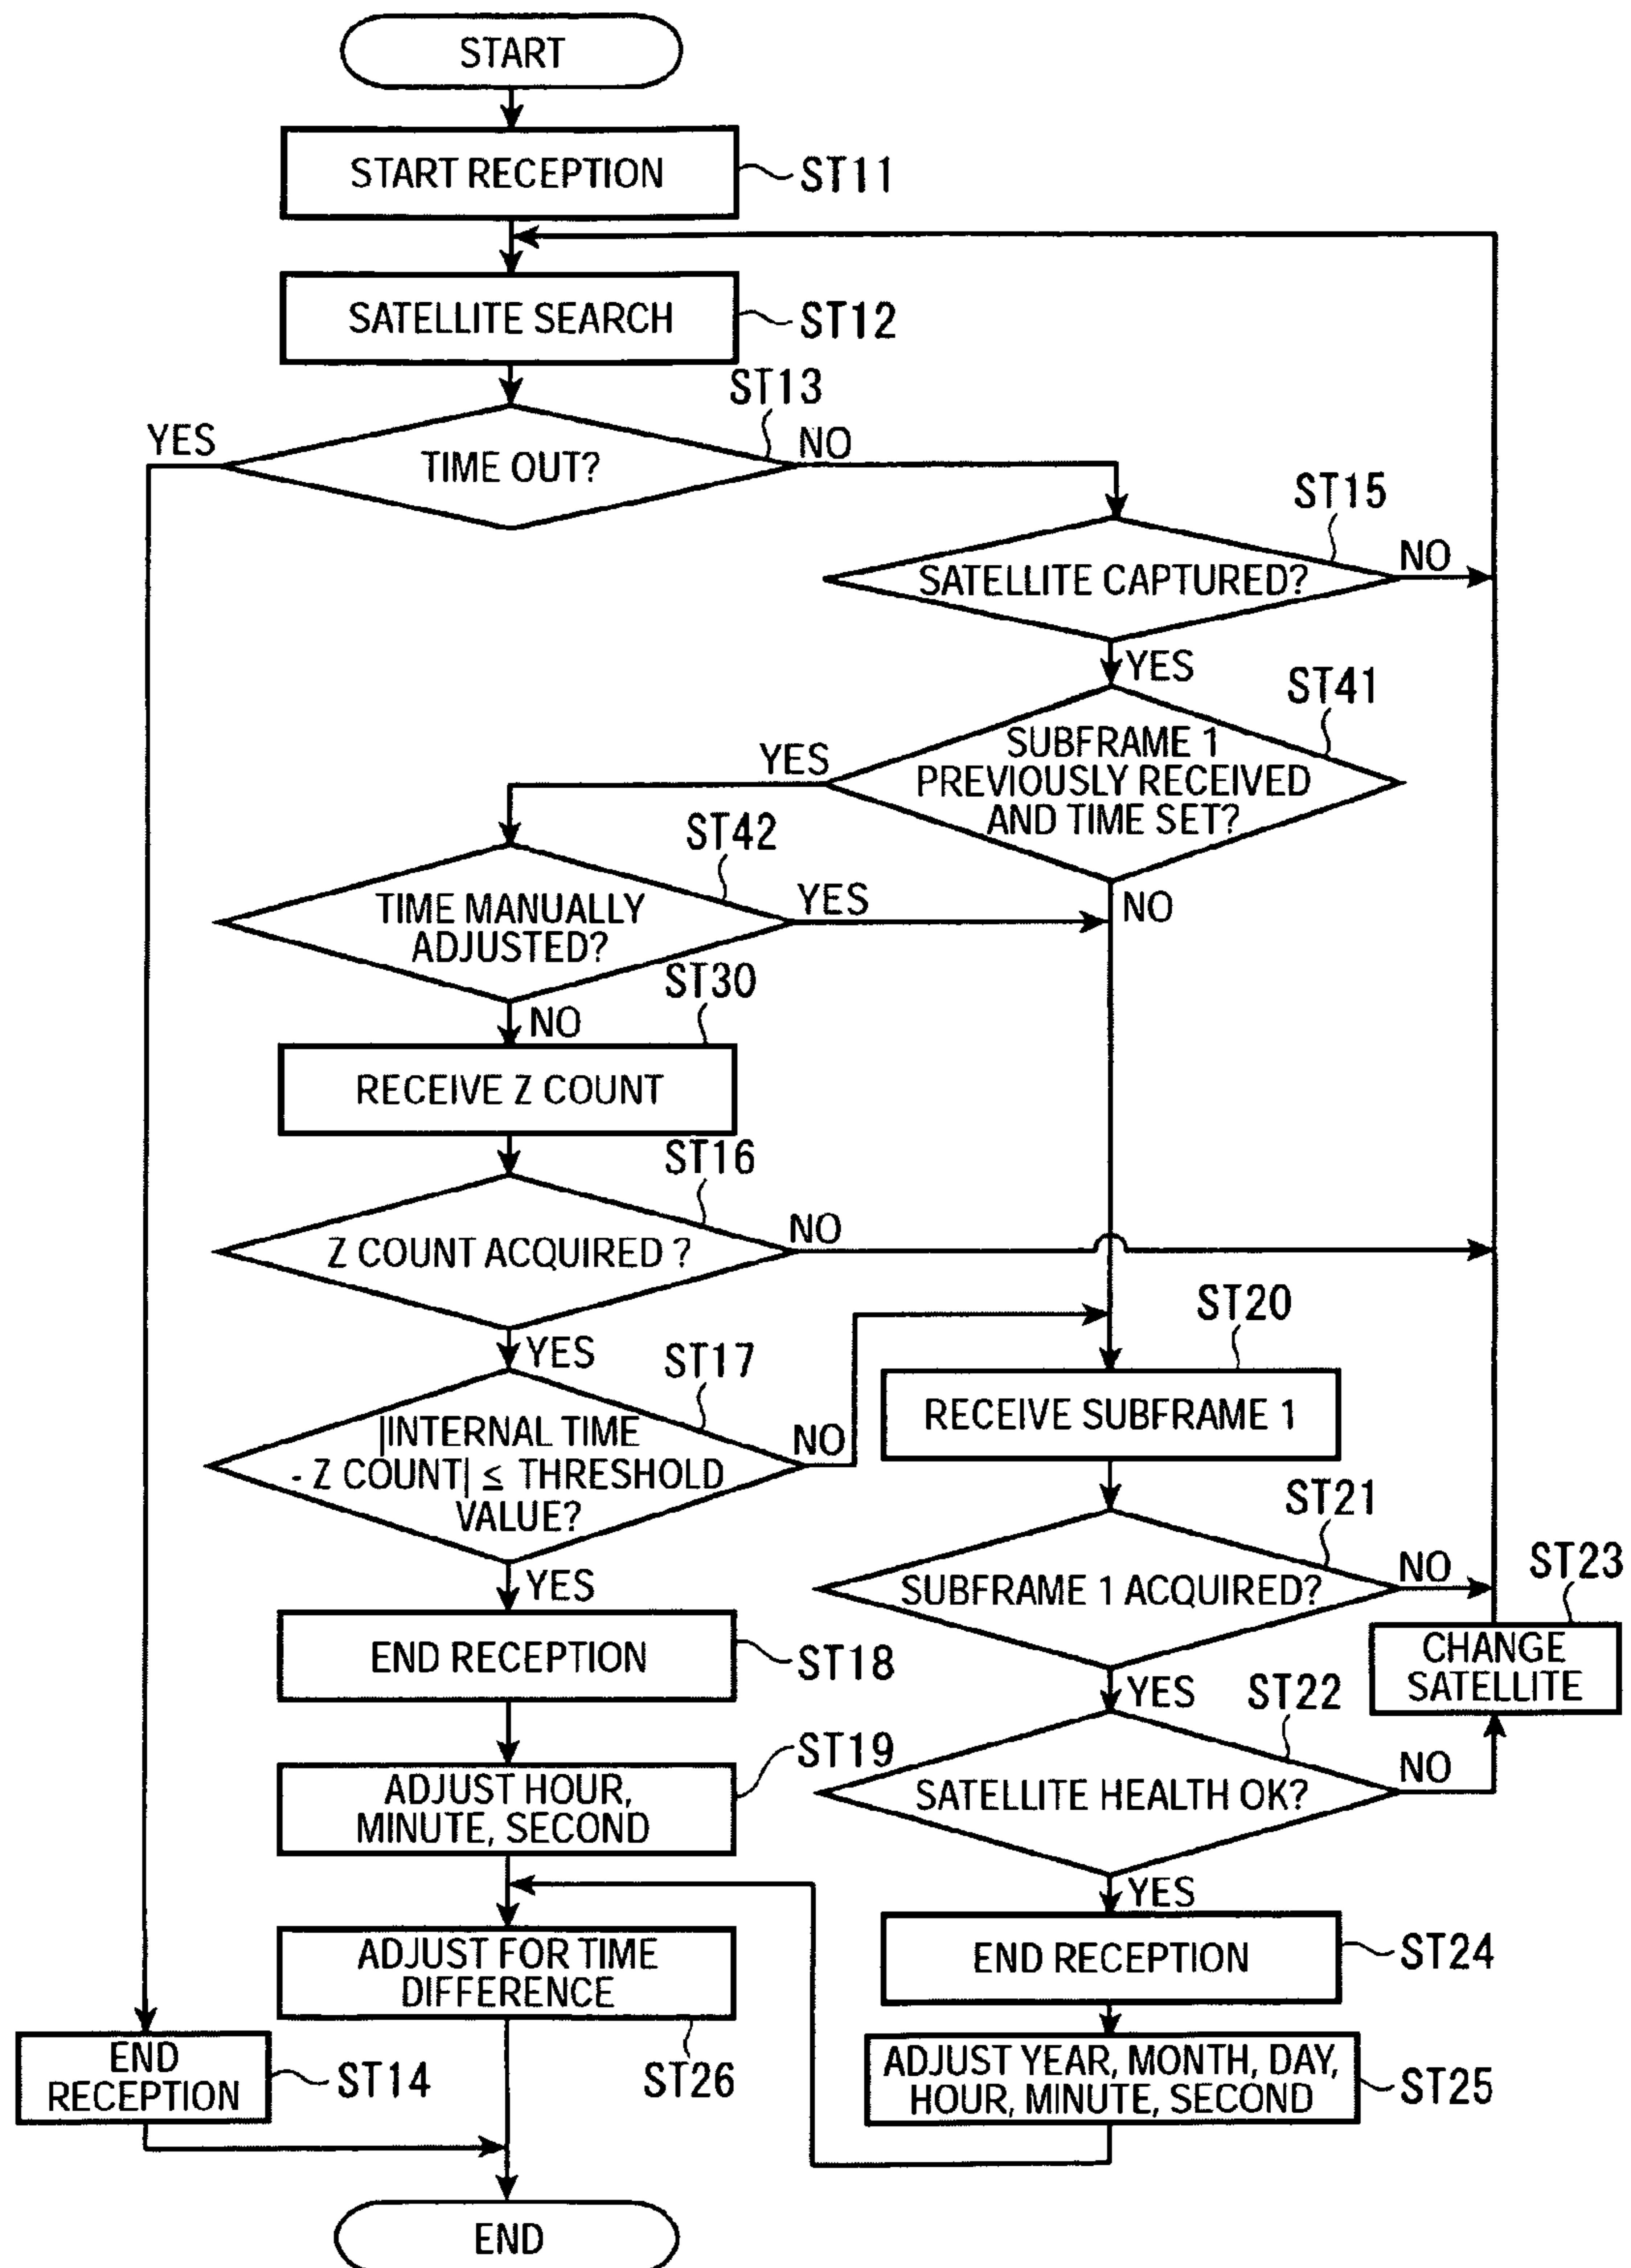 START
START RECEPTION
ST11
SATELLITE SEARCH
ST12
ST13
YES
TIME OUT?
NO
ST15
SATELLITE CAPTURED?
NO
YES
ST41
SUBFRAME 1
PREVIOUSLY RECEIVED
AND TIME SET?
YES
NO
ST42
TIME MANUALLY
ADJUSTED?
YES
NO
ST30
RECEIVE Z COUNT
ST16
Z COUNT ACQUIRED ?
NO
YES
ST17
|INTERNAL TIME
- Z COUNT| ≤ THRESHOLD
VALUE?
NO
YES
ST20
RECEIVE SUBFRAME 1
ST21
SUBFRAME 1 ACQUIRED?
NO
YES
ST23
CHANGE
SATELLITE
ST22
SATELLITE HEALTH OK?
NO
YES
END RECEPTION
ST18
ADJUST HOUR,
MINUTE, SECOND
ST19
END RECEPTION
ST24
ADJUST FOR TIME
DIFFERENCE
ST26
ADJUST YEAR, MONTH, DAY,
HOUR, MINUTE, SECOND
ST25
END
RECEPTION
ST14
END